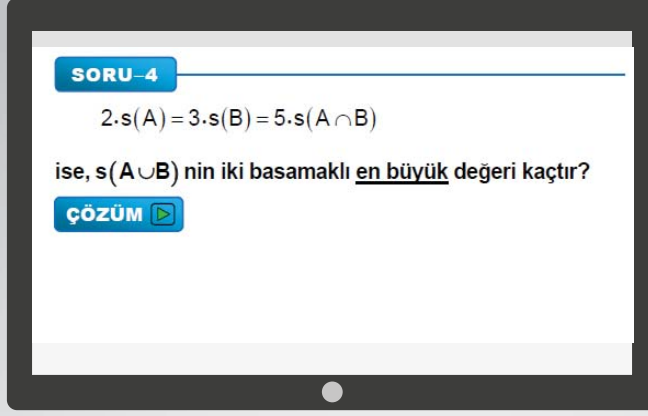 SORU–4
2.s(A) = 3.s(B) = 5.s(A∩B)
ise, s(A∪B) nin iki basamaklı en büyük değeri kaçtır?
ÇÖZÜM